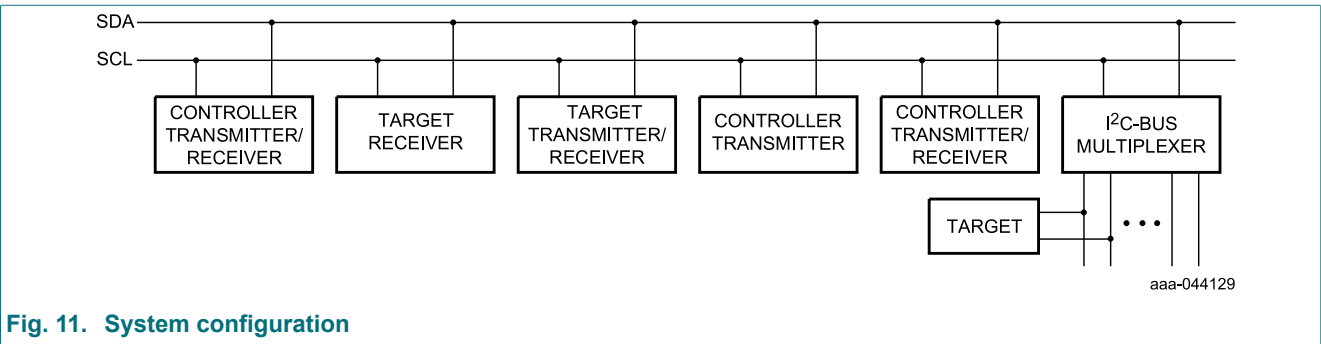 SDA
SCL
CONTROLLER
TRANSMITTER/
RECEIVER
TARGET
RECEIVER
TARGET
TRANSMITTER/
RECEIVER
CONTROLLER
TRANSMITTER
CONTROLLER
TRANSMITTER/
RECEIVER
I²C-BUS
MULTIPLEXER
TARGET
aaa-044129
Fig. 11. System configuration